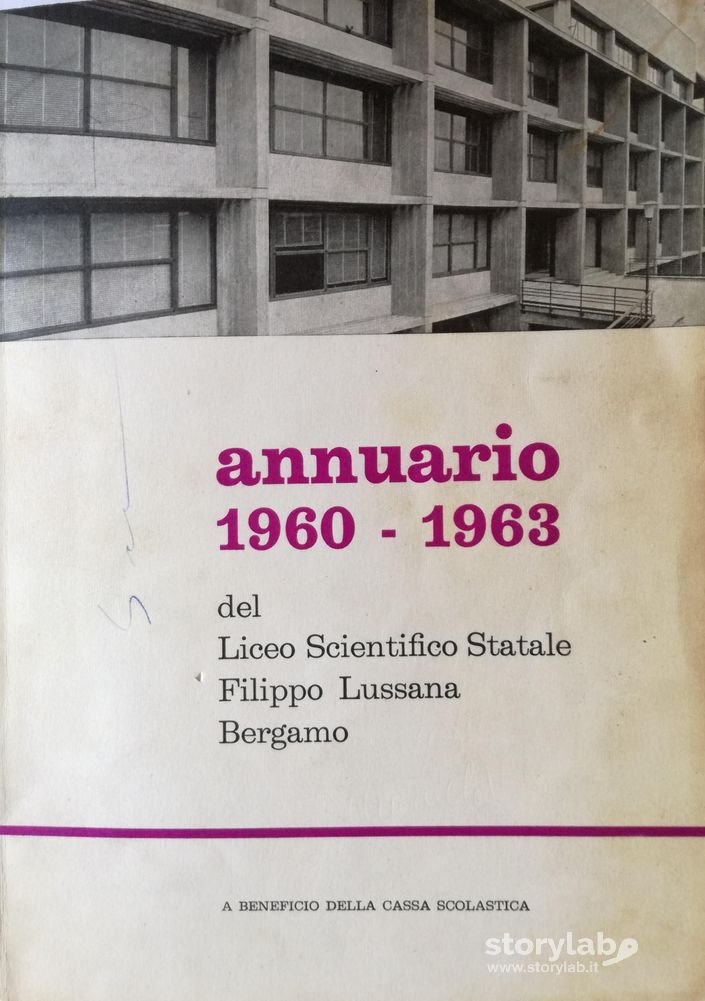 annuario
1960 - 1963
del
Liceo Scientifico Statale
Filippo Lussana
Bergamo
A BENEFICIO DELLA CASSA SCOLASTICA
storylab
www.storylab.it